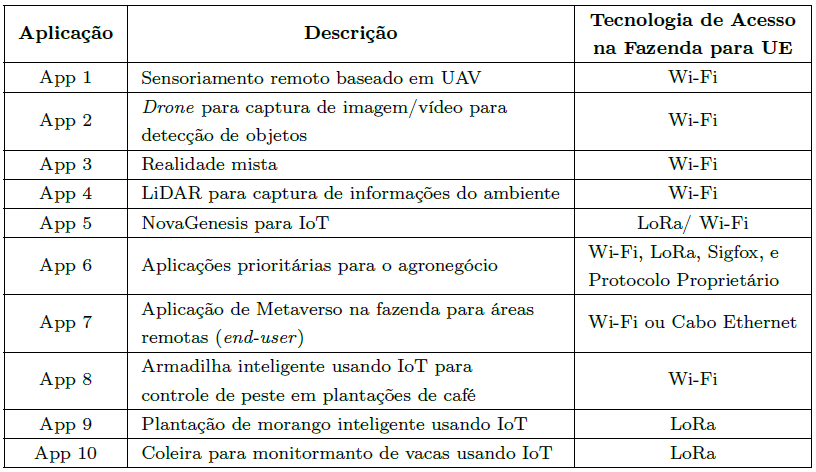 Aplicação Descrição Tecnologia de Acesso
na Fazenda para UE
App 1 Sensoriamento remoto baseado em UAV Wi-Fi
App 2 Drone para captura de imagem/vídeo para
detecção de objetos Wi-Fi
App 3 Realidade mista Wi-Fi
App 4 LiDAR para captura de informações do ambiente Wi-Fi
App 5 NovaGenesis para IoT LoRa/ Wi-Fi
App 6 Aplicações prioritárias para o agronegócio Wi-Fi, LoRa, Sigfox, e
Protocolo Proprietário
App 7 Aplicação de Metaverso na fazenda para áreas
remotas (end-user) Wi-Fi ou Cabo Ethernet
App 8 Armadilha inteligente usando IoT para
controle de peste em plantações de café Wi-Fi
App 9 Plantação de morango inteligente usando IoT LoRa
App 10 Coleira para monitormanto de vacas usando IoT LoRa